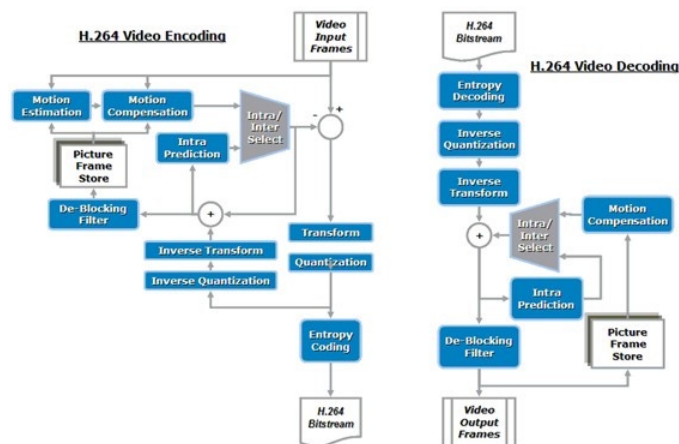 H.264 Video Encoding
Video
Input
Frames
Motion
Estimation
Motion
Compensation
Intra/
Inter
Select
Intra
Prediction
Picture
Frame
Store
De-Blocking
Filter
+
-
+
Inverse Transform
Inverse Quantization
Transform
Quantization
Entropy
Coding
H.264
Bitstream
H.264
Bitstream
H.264 Video Decoding
Entropy
Decoding
Inverse
Quantization
Inverse
Transform
+
Intra/
Inter
Select
Motion
Compensation
Intra
Prediction
De-Blocking
Filter
Picture
Frame
Store
Video
Output
Frames